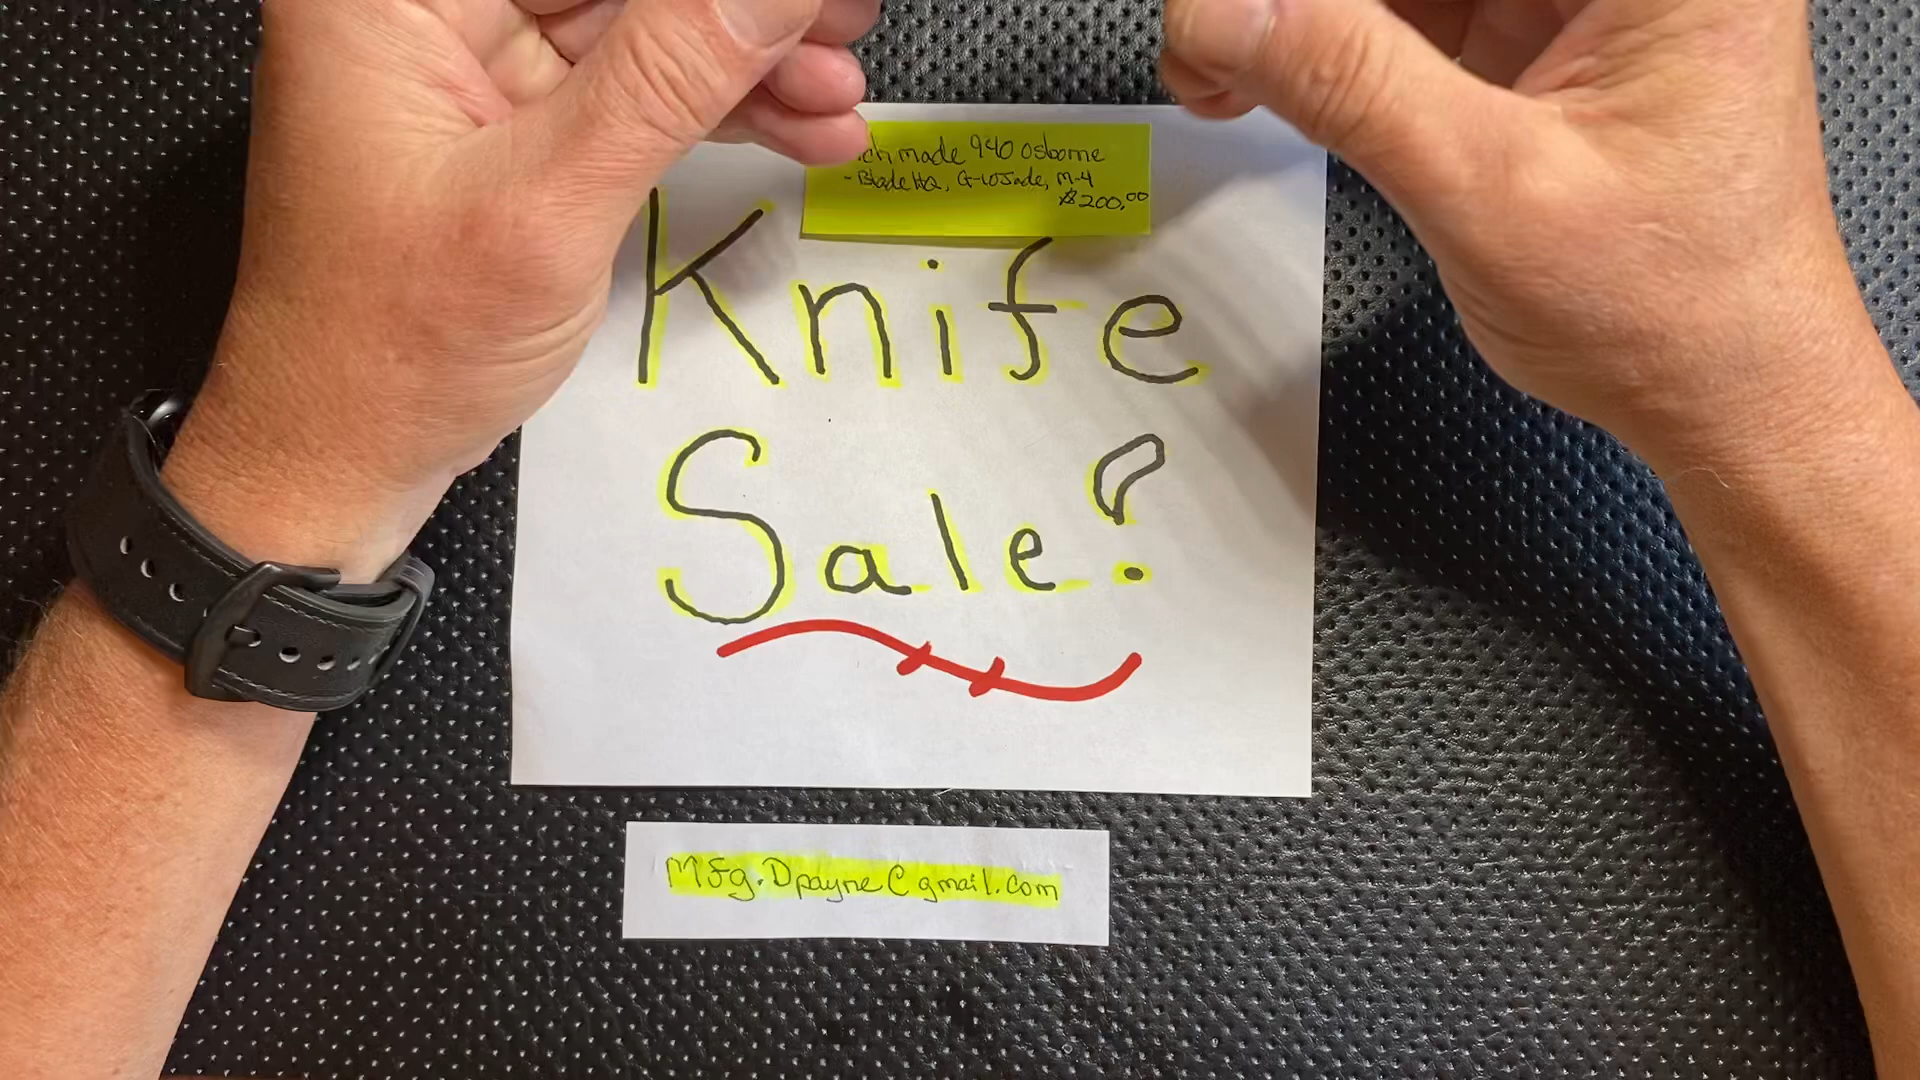 made 940 osborne
- Blade HQ, G-10 Jade, M-4
$200.00
Knife
Sale?
Mfg.Dpayne@gmail.com